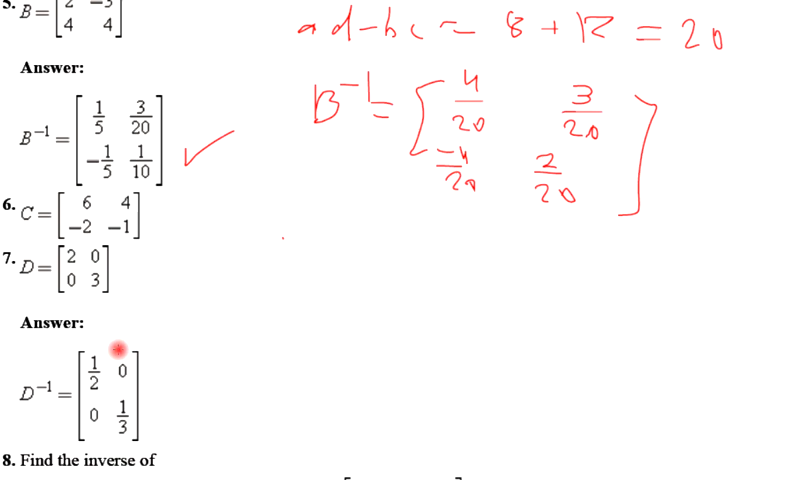 5. B = [2 −3
4 4]
ad-bc = 8 + 12 = 20
Answer:
B⁻¹ = [1/5 3/20
−1/5 1/10]
B⁻¹ = [4/20 3/20
-4/20 2/20]
6. C = [6 4
−2 −1]
7. D = [2 0
0 3]
Answer:
D⁻¹ = [1/2 0
0 1/3]
8. Find the inverse of